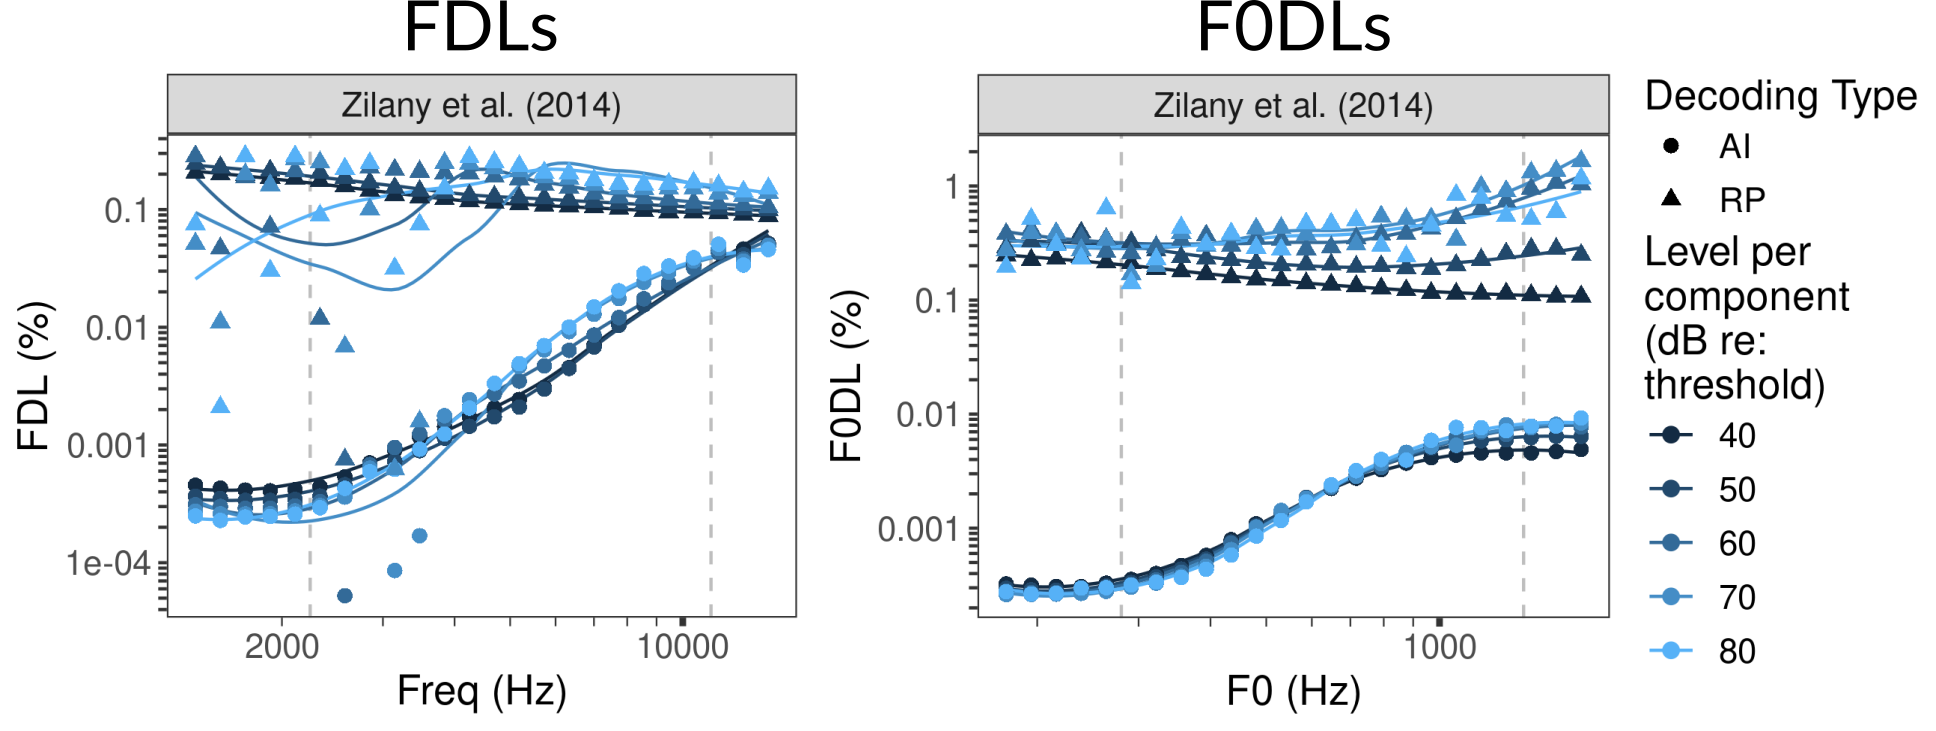 FDLs
F0DLs
Zilany et al. (2014)
Zilany et al. (2014)
FDL (%)
0.1
0.01
0.001
1e-04
2000
10000
Freq (Hz)
F0DL (%)
1
0.1
0.01
0.001
1000
F0 (Hz)
Decoding Type
AI
RP
Level per
component
(dB re:
threshold)
40
50
60
70
80